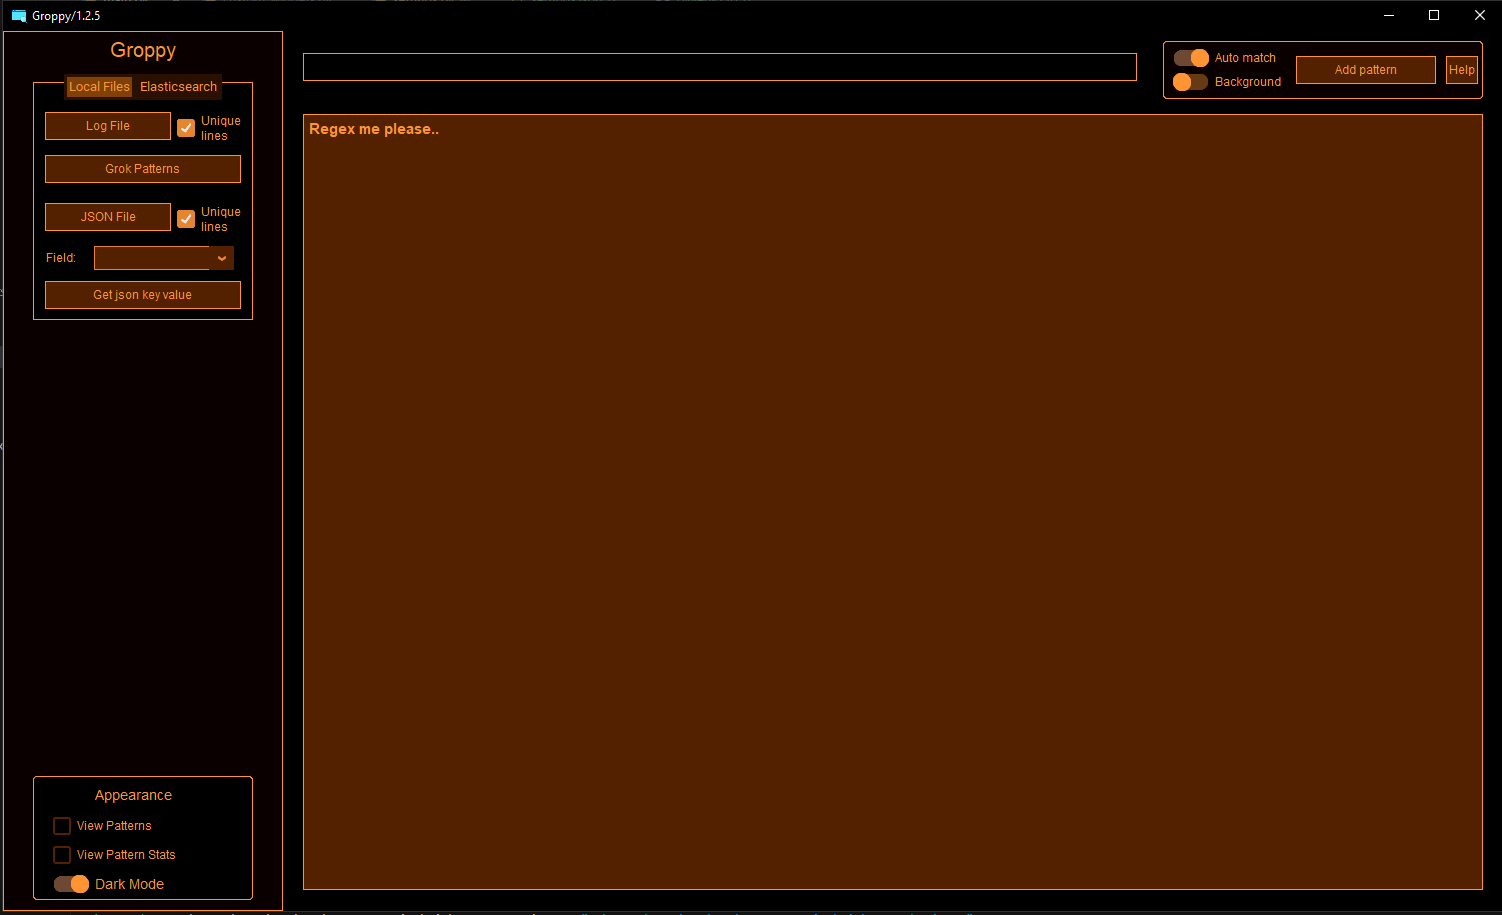 Groppy/1.2.5
Groppy
Local Files Elasticsearch
Log File
Unique
lines
Grok Patterns
JSON File
Unique
lines
Field:
Get json key value
Appearance
View Patterns
View Pattern Stats
Dark Mode
Auto match
Background
Add pattern
Help
Regex me please..